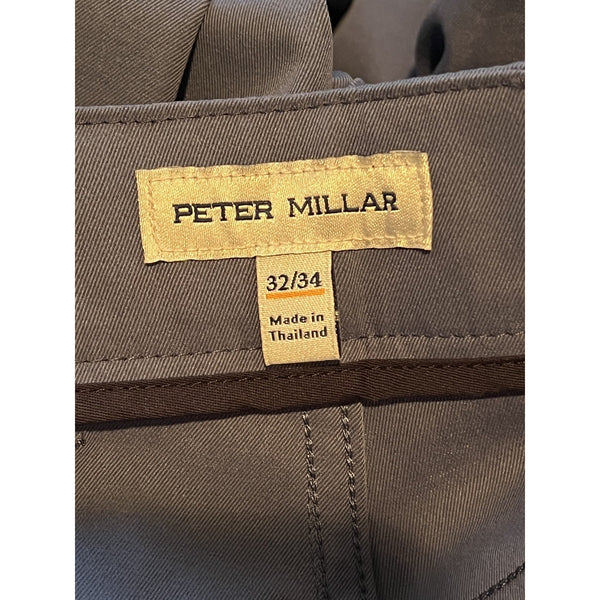 PETER MILLAR
32/34
Made in
Thailand